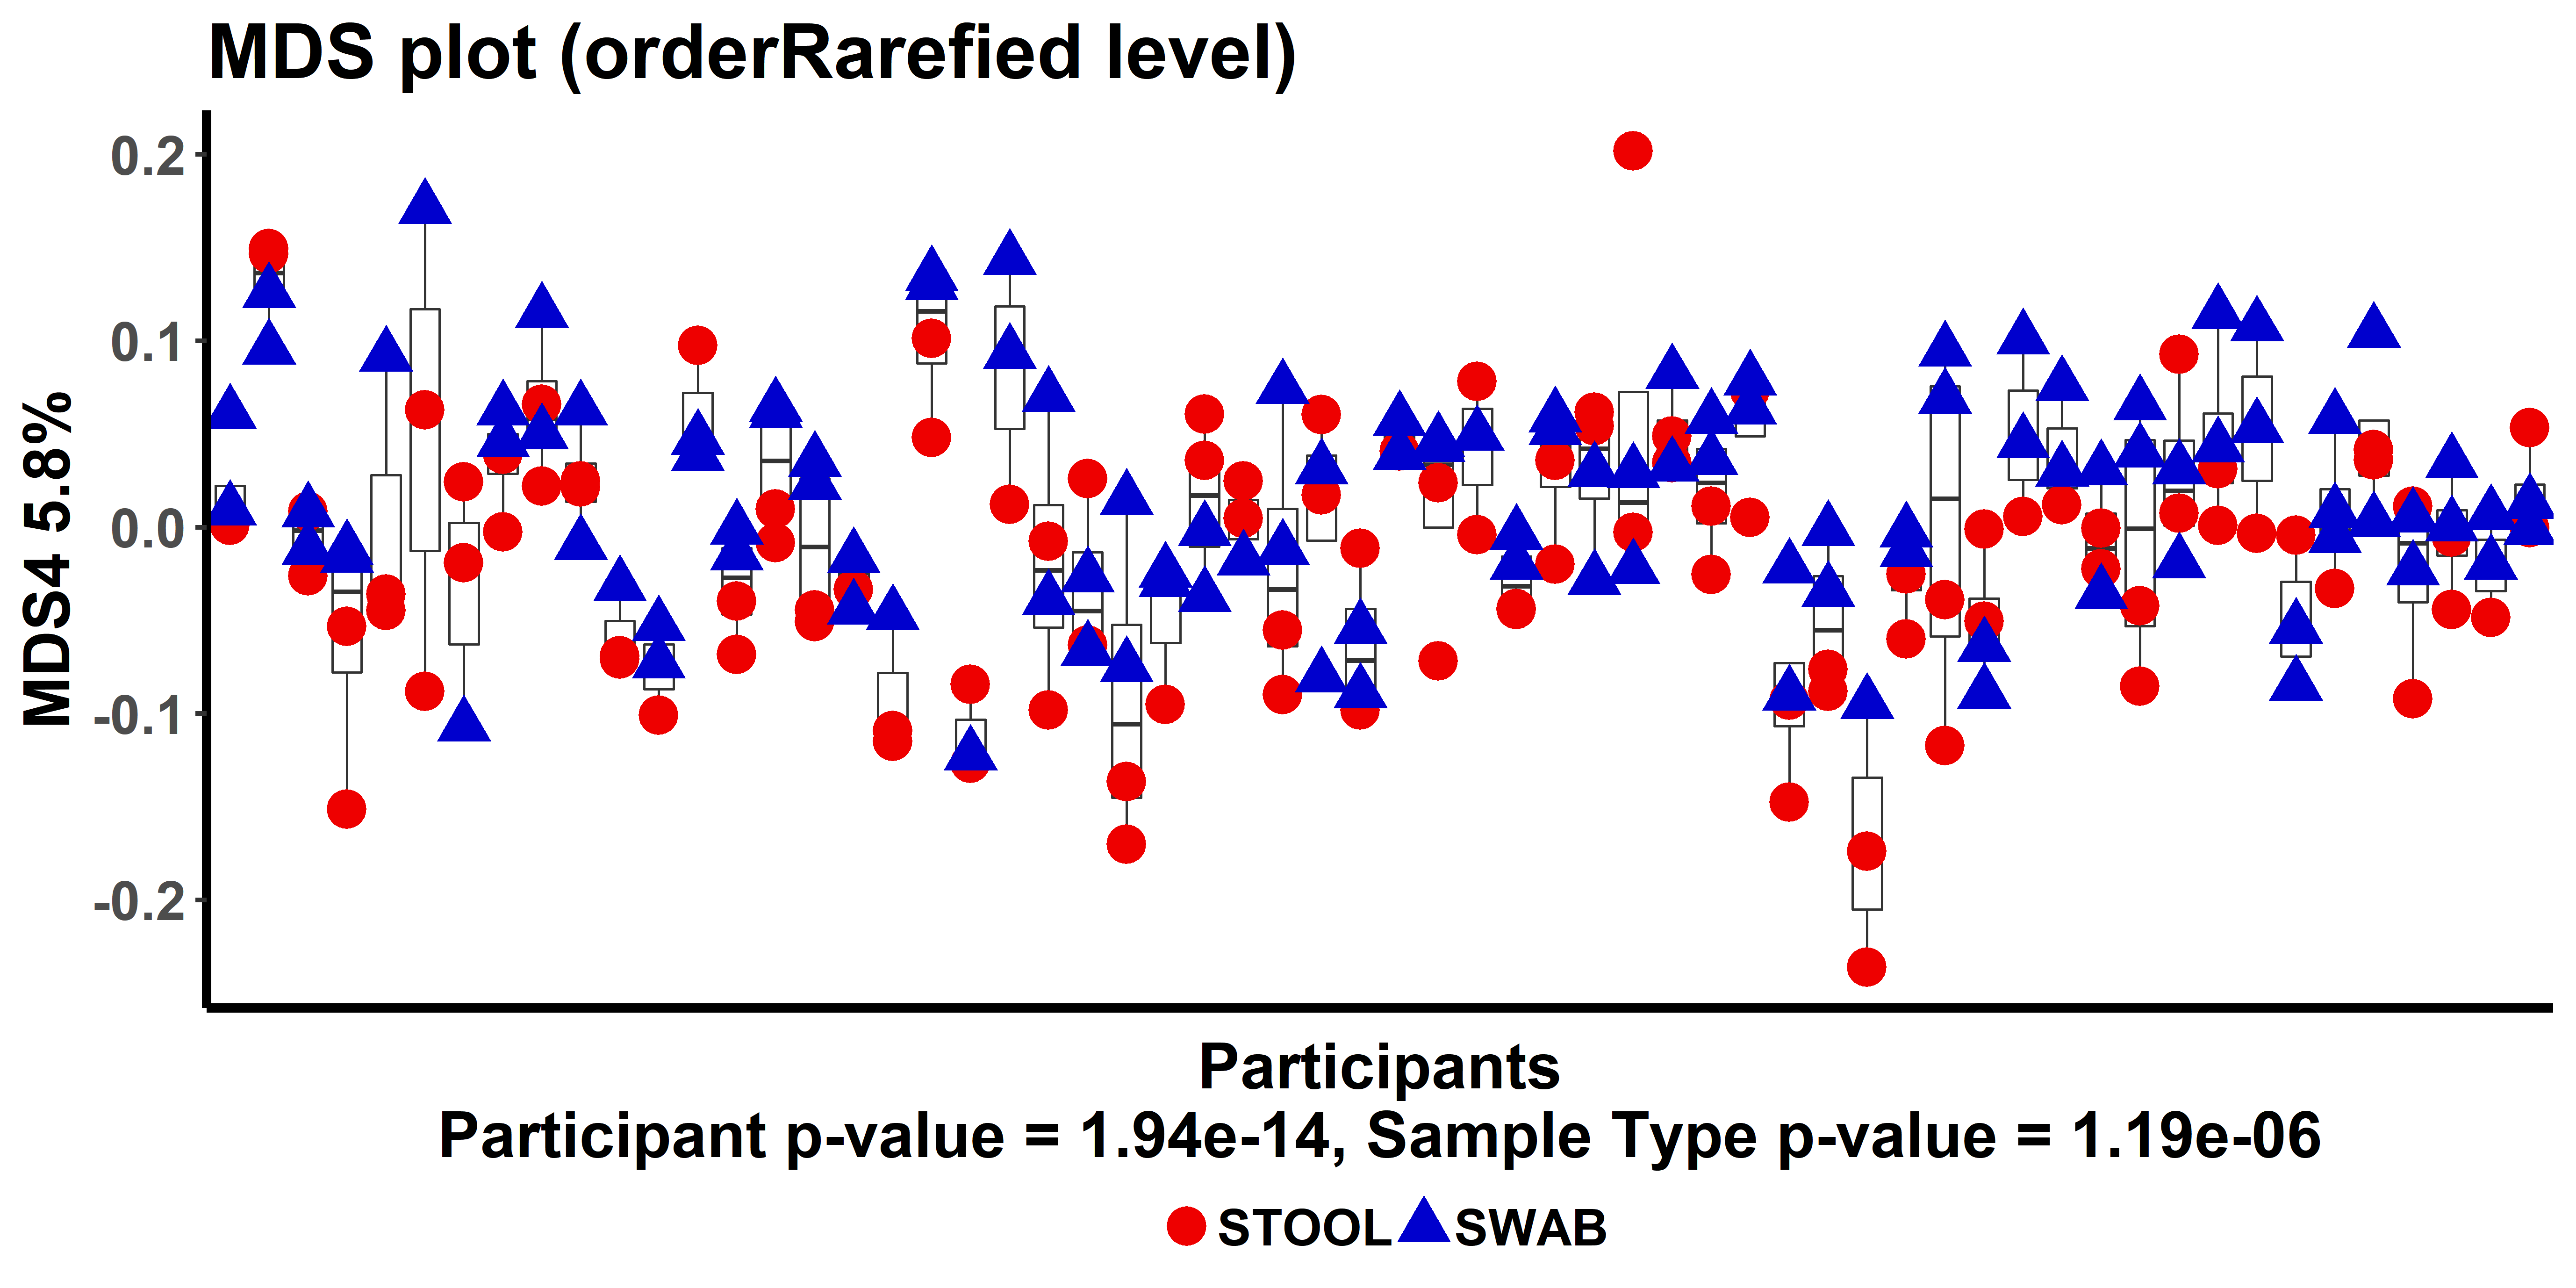 MDS plot (orderRarefied level)
MDS4 5.8%
0.2
0.1
0.0
-0.1
-0.2
Participants
Participant p-value = 1.94e-14, Sample Type p-value = 1.19e-06
STOOL SWAB